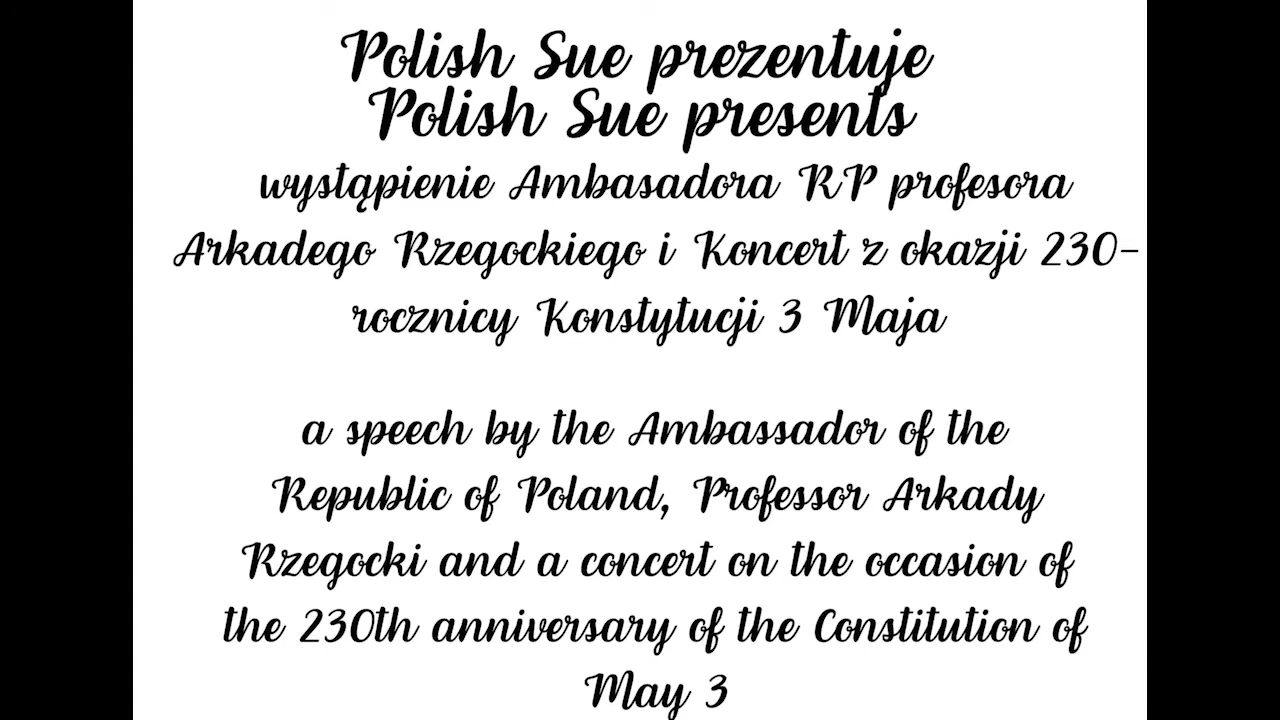 Polish Sue prezentuje
Polish Sue presents
wystąpienie Ambasadora RP profesora
Arkadego Rzegockiego i Koncert z okazji 230-
rocznicy Konstytucji 3 Maja
a speech by the Ambassador of the
Republic of Poland, Professor Arkady
Rzegocki and a concert on the occasion of
the 230th anniversary of the Constitution of
May 3